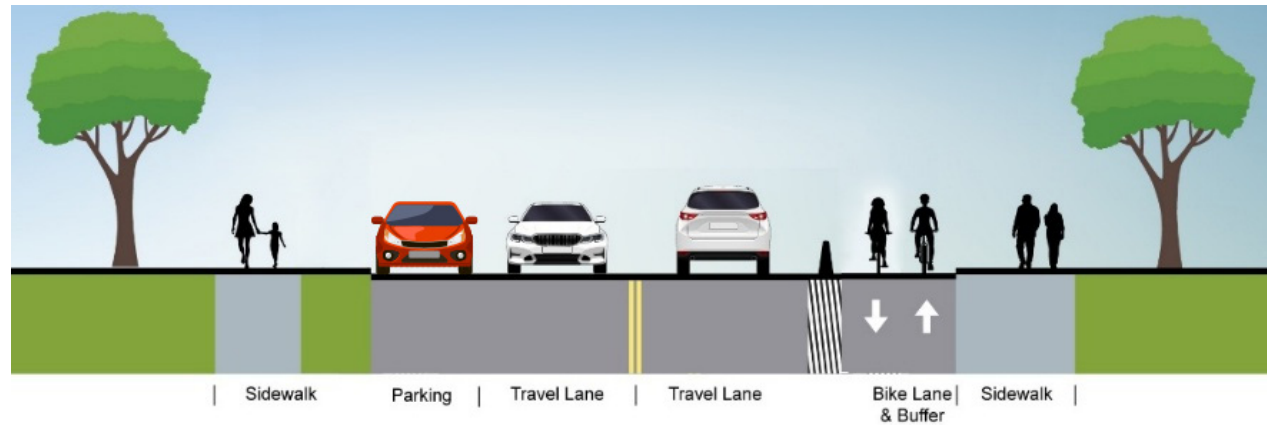 Sidewalk
Parking
Travel Lane
Travel Lane
Bike Lane
& Buffer
Sidewalk